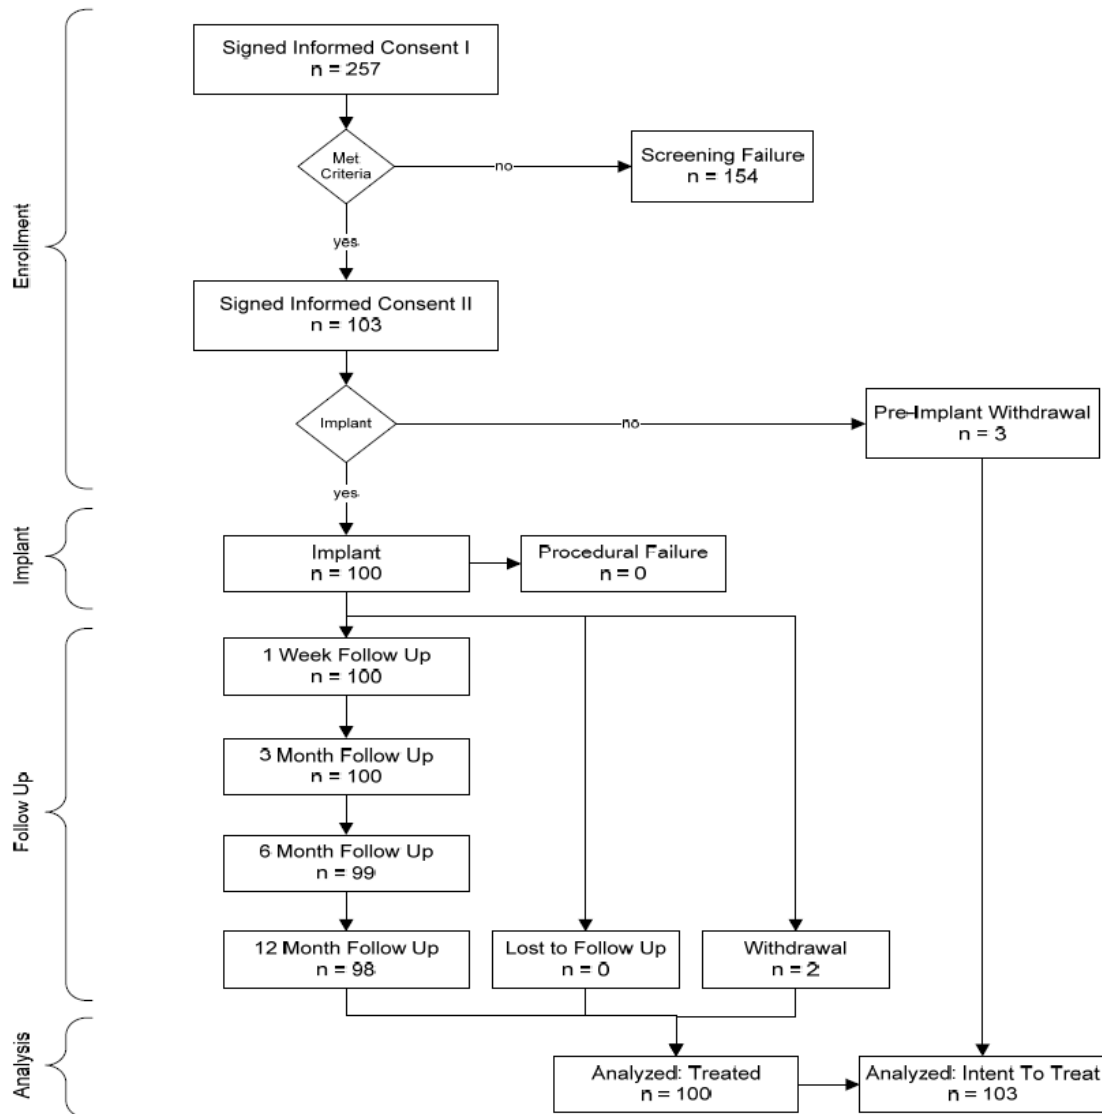 Signed Informed Consent I
n = 257
Met
Criteria
no
Screening Failure
n = 154
yes
Enrollment
Signed Informed Consent II
n = 103
Implant
no
Pre-Implant Withdrawal
n = 3
yes
Implant
Implant
n = 100
Procedural Failure
n = 0
1 Week Follow Up
n = 100
3 Month Follow Up
n = 100
Follow Up
6 Month Follow Up
n = 99
12 Month Follow Up
n = 98
Lost to Follow Up
n = 0
Withdrawal
n = 2
Analysis
Analyzed: Treated
n = 100
Analyzed: Intent To Treat
n = 103